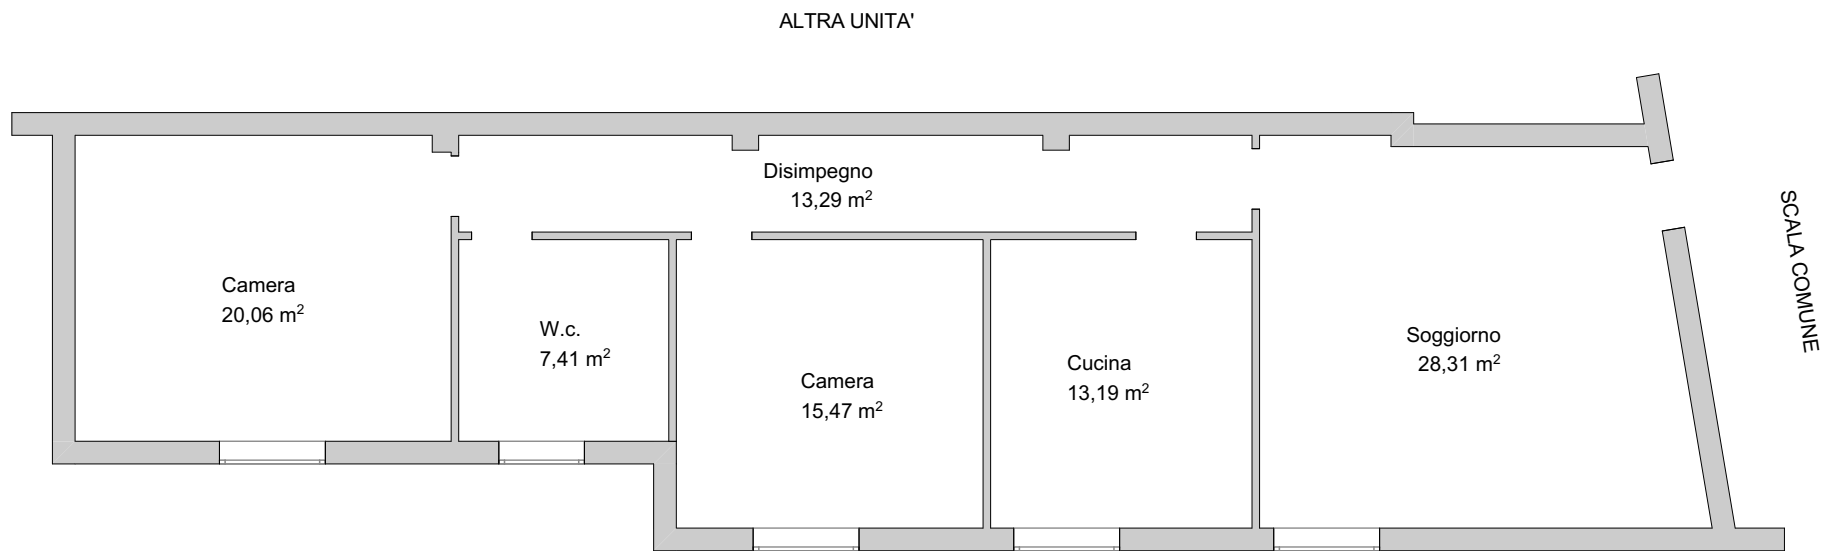 ALTRA UNITA'
Disimpegno
13,29 m²
Camera
20,06 m²
W.c.
7,41 m²
Camera
15,47 m²
Cucina
13,19 m²
Soggiorno
28,31 m²
SCALA COMUNE